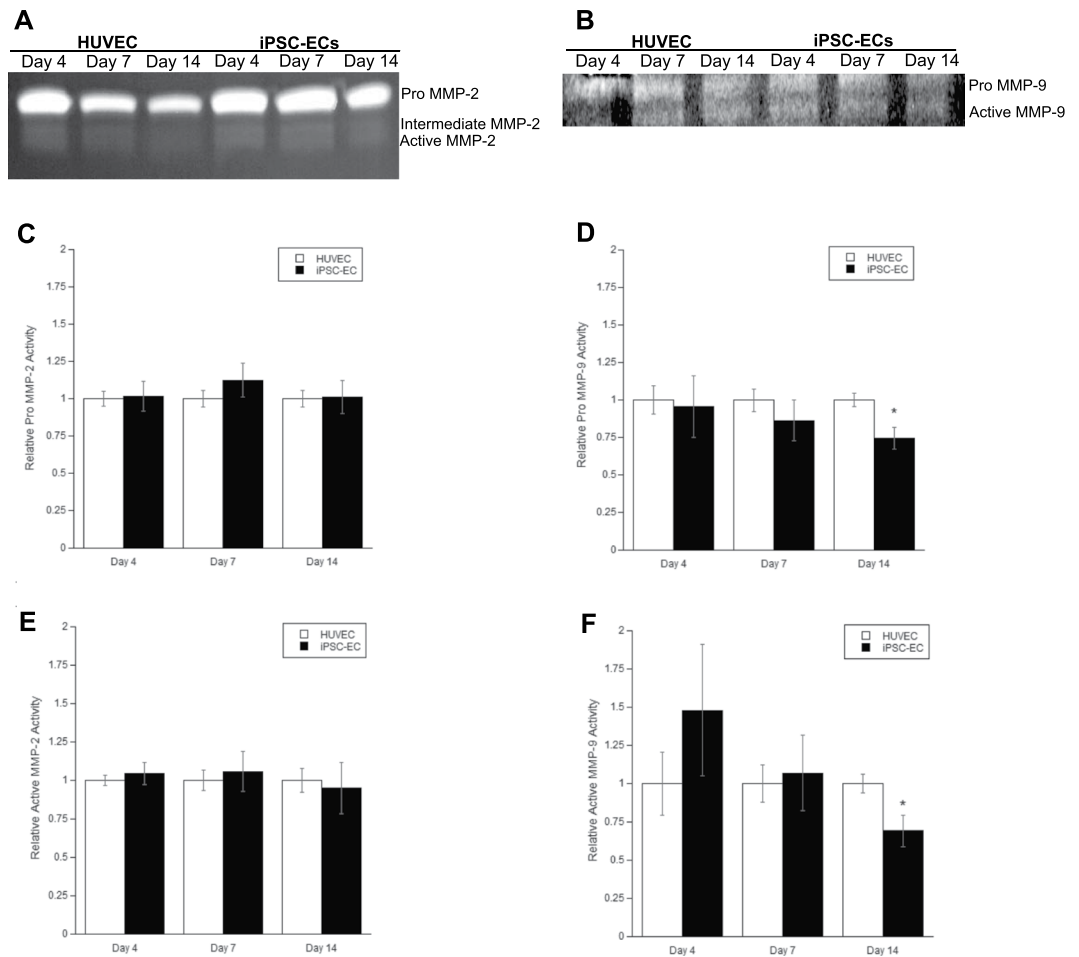 A
HUVEC
iPSC-ECs
Day 4 Day 7 Day 14 Day 4 Day 7 Day 14
Pro MMP-2
Intermediate MMP-2
Active MMP-2
B
HUVEC
iPSC-ECs
Day 4 Day 7 Day 14 Day 4 Day 7 Day 14
Pro MMP-9
Active MMP-9
C
2
1.75
1.5
1.25
1
0.75
0.5
0.25
0
Relative Pro MMP-2 Activity
HUVEC
iPSC-EC
Day 4 Day 7 Day 14
D
2
1.75
1.5
1.25
1
0.75
0.5
0.25
0
Relative Pro MMP-9 Activity
HUVEC
iPSC-EC
*
Day 4 Day 7 Day 14
E
2
1.75
1.5
1.25
1
0.75
0.5
0.25
0
Relative Active MMP-2 Activity
HUVEC
iPSC-EC
Day 4 Day 7 Day 14
F
2
1.75
1.5
1.25
1
0.75
0.5
0.25
0
Relative Active MMP-9 Activity
HUVEC
iPSC-EC
*
Day 4 Day 7 Day 14